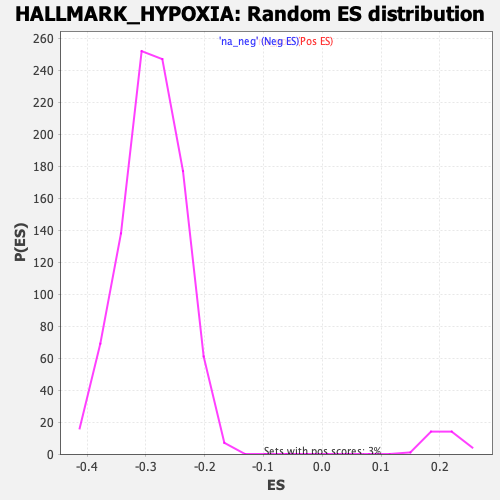 HALLMARK_HYPOXIA: Random ES distribution
'na_neg' (Neg ES) Pos ES)
260
240
220
200
180
160
140
120
100
80
60
40
20
0
P(ES)
Sets with pos scores: 3%
-0.4 -0.3 -0.2 -0.1 0.0 0.1 0.2
ES